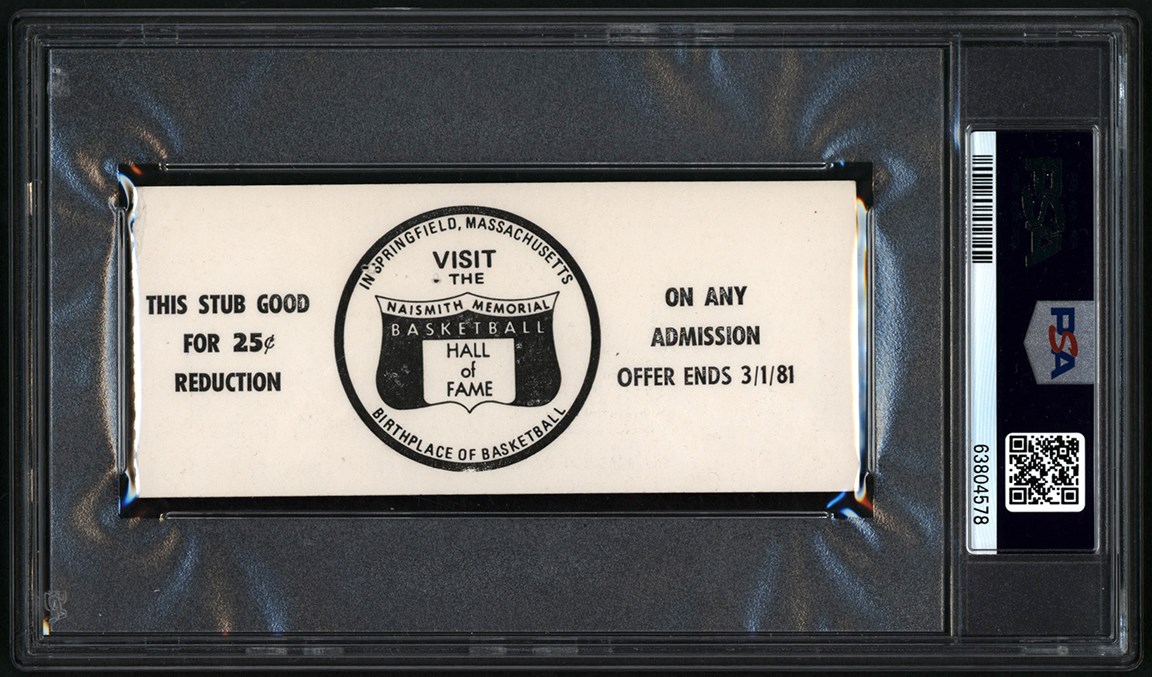 THIS STUB GOOD
FOR 25¢
REDUCTION
IN SPRINGFIELD, MASSACHUSETTS
VISIT
THE
NAISMITH MEMORIAL
BASKETBALL
HALL
of
FAME
BIRTHPLACE OF BASKETBALL
ON ANY
ADMISSION
OFFER ENDS 3/1/81
PSA
PSA
63804578